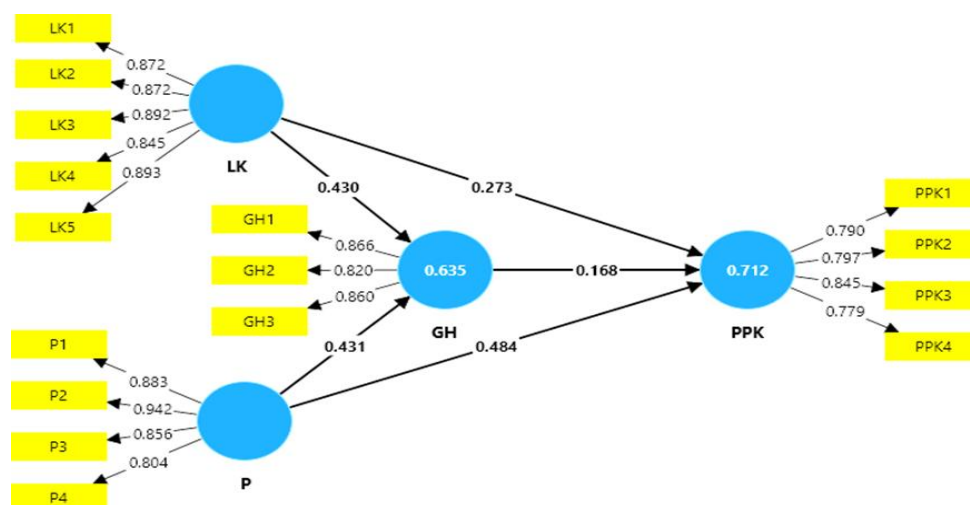 LK1
LK2
LK3
LK4
LK5
0.872
0.872
0.892
0.845
0.893
LK
0.430
0.273
GH1
GH2
GH3
0.866
0.820
0.860
0.635
GH
0.168
0.712
PPK
0.790
0.797
0.845
0.779
PPK1
PPK2
PPK3
PPK4
0.431
0.484
P1
P2
P3
P4
0.883
0.942
0.856
0.804
P